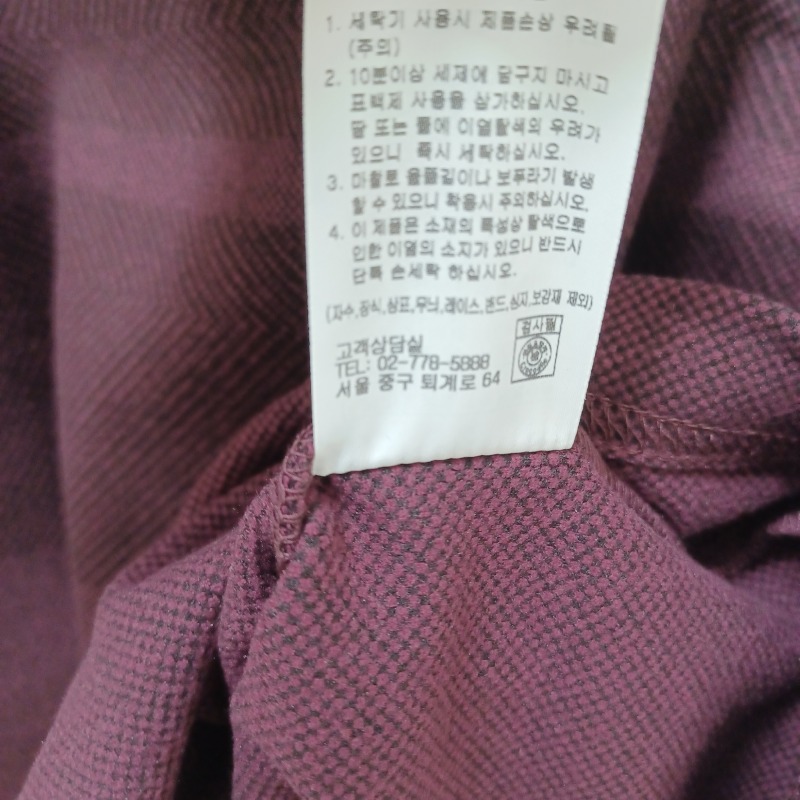 1. 세탁기 사용시 제품손상 우려됨
(주의)
2. 10분이상 세제에 담구지 마시고
표백제 사용을 삼가하십시오.
땀 또는 물에 이염탈색의 우려가
있으니 즉시 세탁하십시오.
3. 마찰로 올뜯김이나 보푸라기 발생
할 수 있으니 착용시 주의하십시오.
4. 이 제품은 소재의 특성상 탈색으로
인한 이염의 소지가 있으니 반드시
단독 손세탁 하십시오.
(자수,장식,상표,무늬,레이스,밴드,심지,보강재 제외)
검사필
고객상담실
TEL: 02-778-5888
서울 중구 퇴계로 64